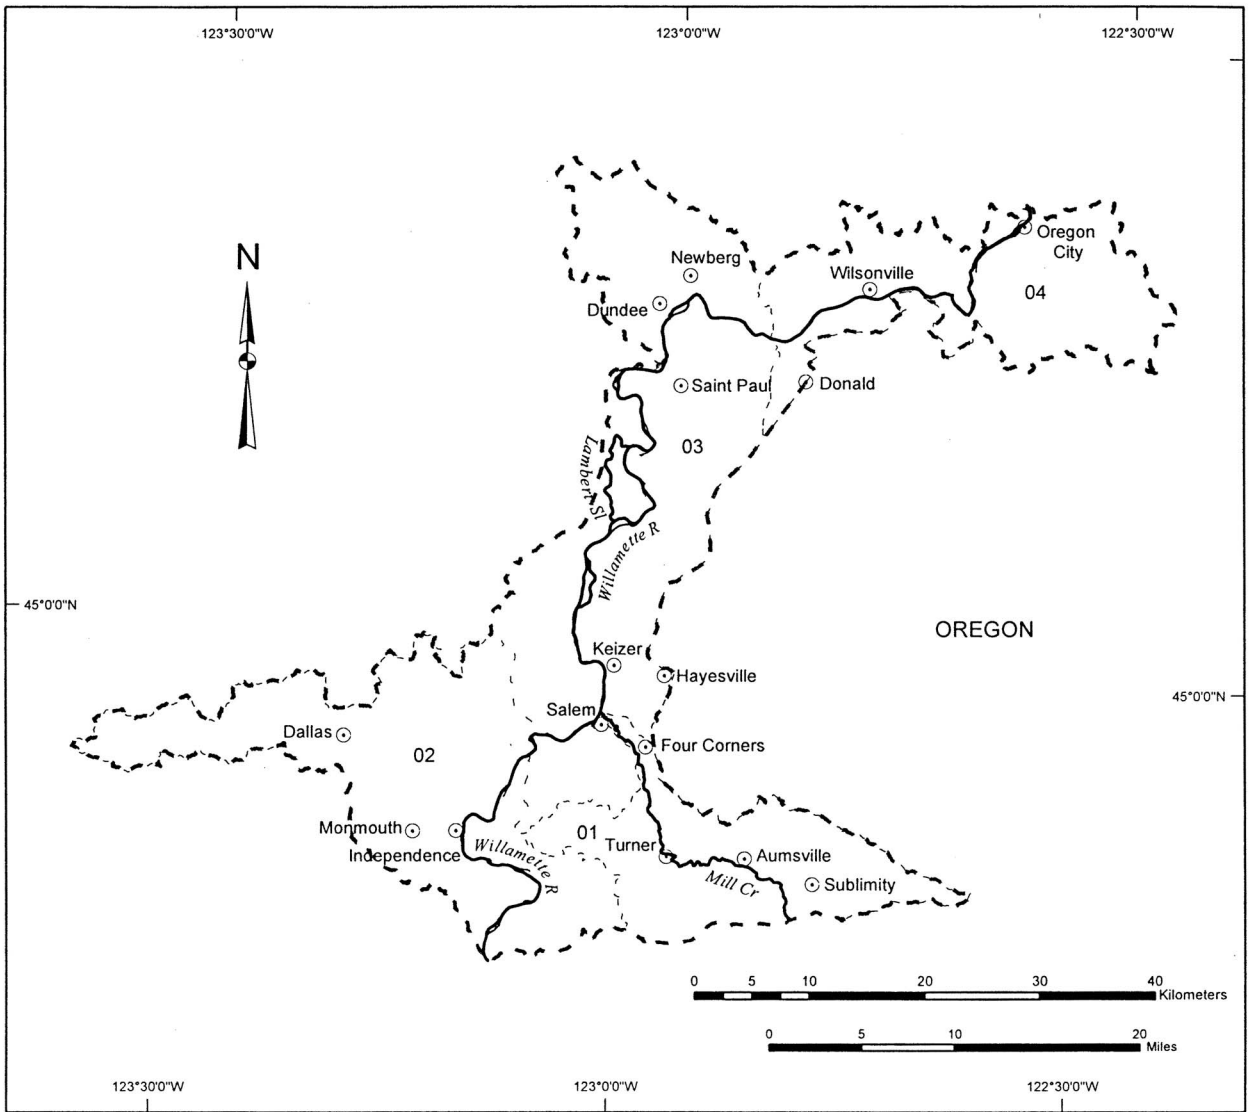 123°30'0"W
123°0'0"W
122°30'0"W
N
Newberg
Oregon
City
Wilsonville
04
Dundee
Saint Paul
Donald
03
Lambert Sl
Willamette R
45°0'0"N
OREGON
Keizer
Hayesville
45°0'0"N
Salem
Dallas
Four Corners
02
Monmouth
01
Turner
Independence
Willamette R
Aumsville
Mill Cr
Sublimity
0 5 10 20 30 40
Kilometers
0 5 10 20
Miles
123°30'0"W
123°0'0"W
122°30'0"W